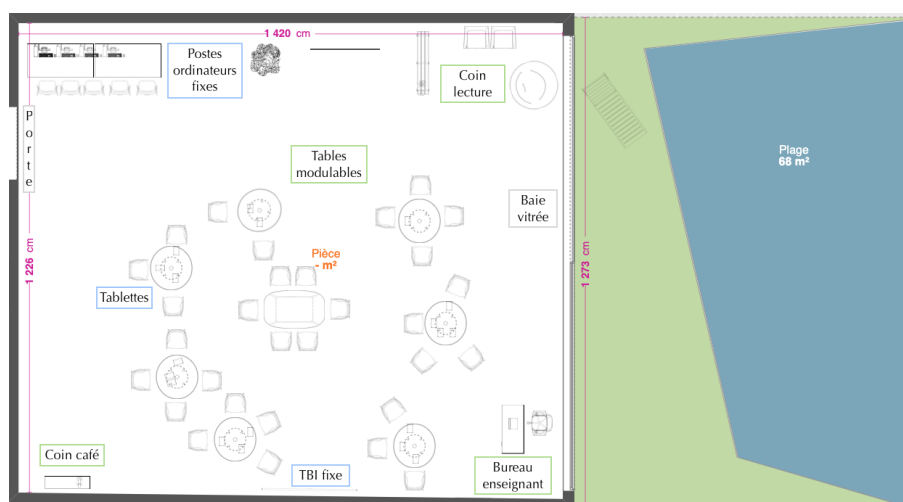 1 420 cm
Postes
ordinateurs
fixes
Coin
lecture
P
o
r
t
e
Tables
modulables
Plage
68 m²
Baie
vitrée
Pièce
- m²
1 226 cm
1 273 cm
Tablettes
Coin café
TBI fixe
Bureau
enseignant